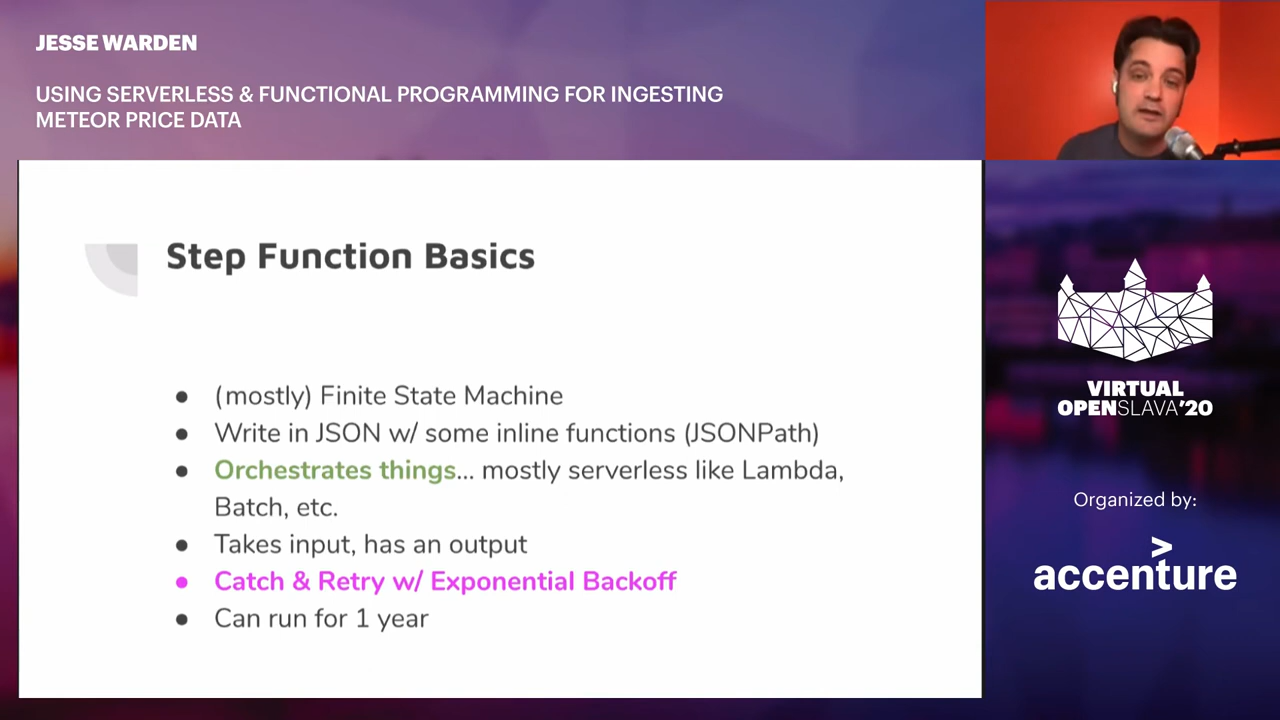 JESSE WARDEN
USING SERVERLESS & FUNCTIONAL PROGRAMMING FOR INGESTING
METEOR PRICE DATA
Step Function Basics
● (mostly) Finite State Machine
● Write in JSON w/ some inline functions (JSONPath)
● Orchestrates things... mostly serverless like Lambda,
Batch, etc.
● Takes input, has an output
● Catch & Retry w/ Exponential Backoff
● Can run for 1 year
VIRTUAL
OPENSLAVA'20
Organized by:
accenture